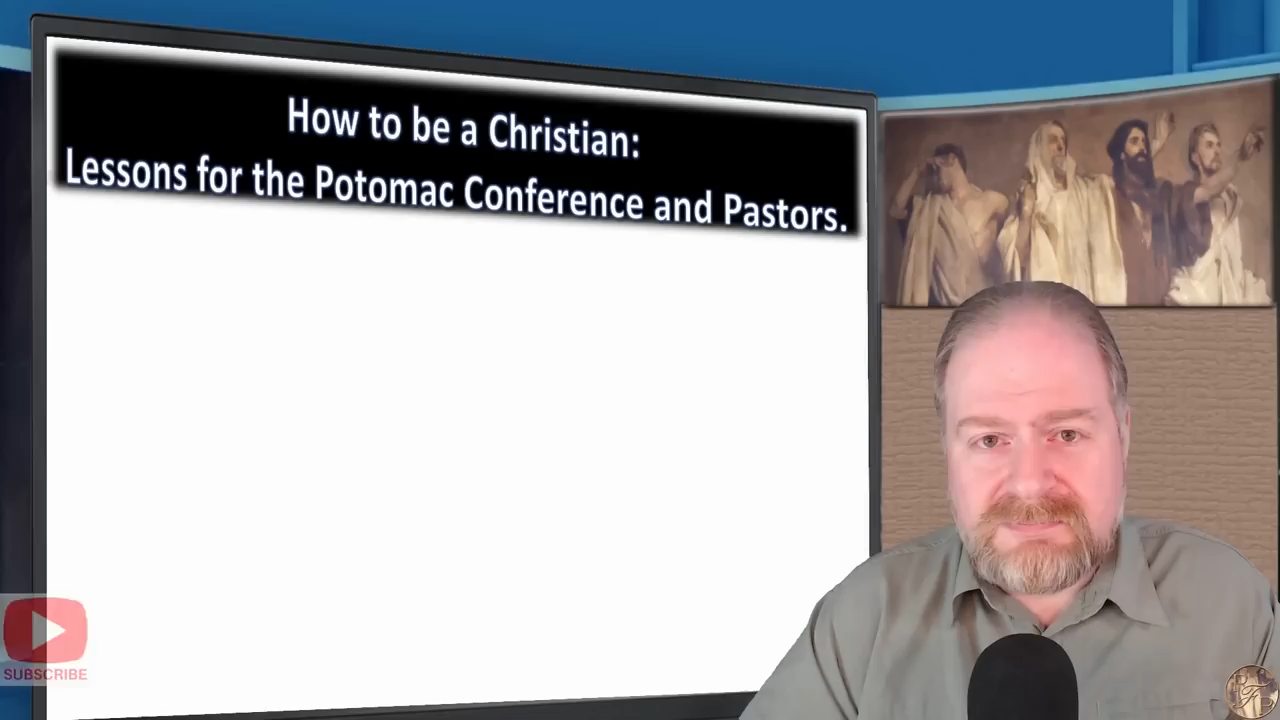 How to be a Christian:
Lessons for the Potomac Conference and Pastors.
SUBSCRIBE